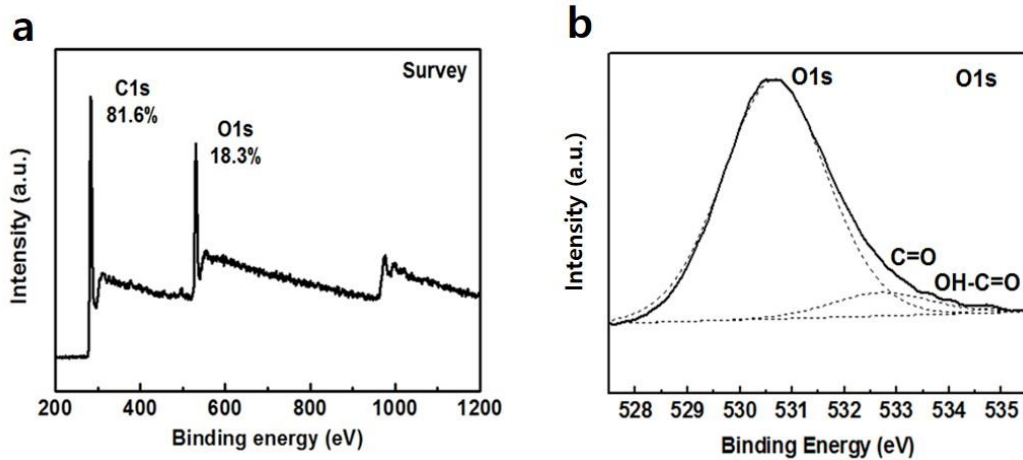 a
Survey
C1s
81.6%
O1s
18.3%
Intensity (a.u.)
200 400 600 800 1000 1200
Binding energy (eV)
b
O1s
O1s
C=O
OH-C=O
Intensity (a.u.)
528 529 530 531 532 533 534 535
Binding Energy (eV)